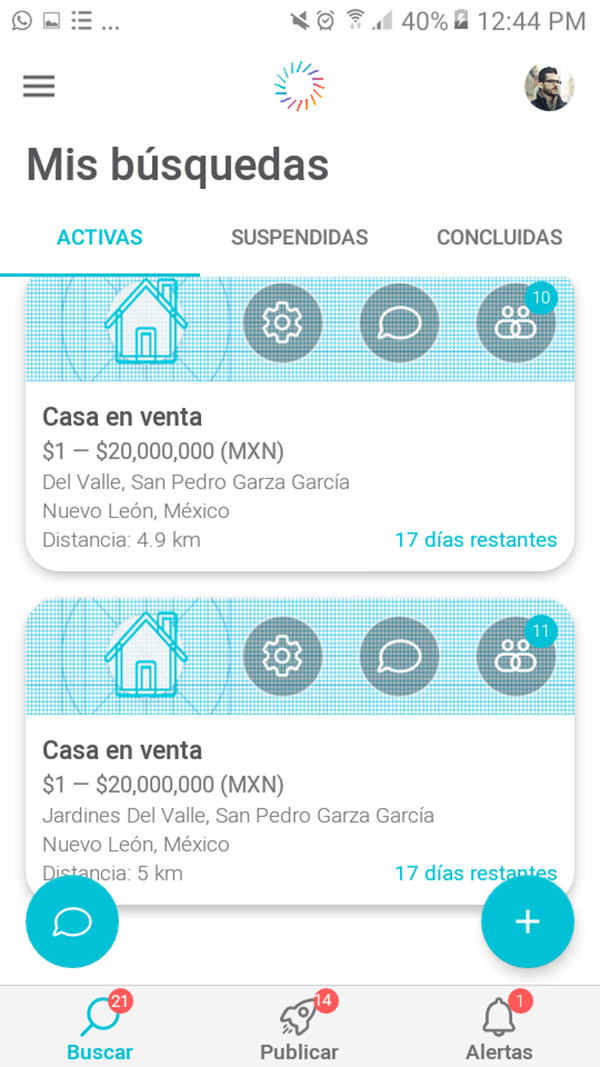 ... 40% 12:44 PM
Mis búsquedas
ACTIVAS SUSPENDIDAS CONCLUIDAS
10
Casa en venta
$1 — $20,000,000 (MXN)
Del Valle, San Pedro Garza García
Nuevo León, México
Distancia: 4.9 km 17 días restantes
11
Casa en venta
$1 — $20,000,000 (MXN)
Jardines Del Valle, San Pedro Garza García
Nuevo León, México
Distancia: 5 km 17 días restantes
21 14 1
Buscar Publicar Alertas